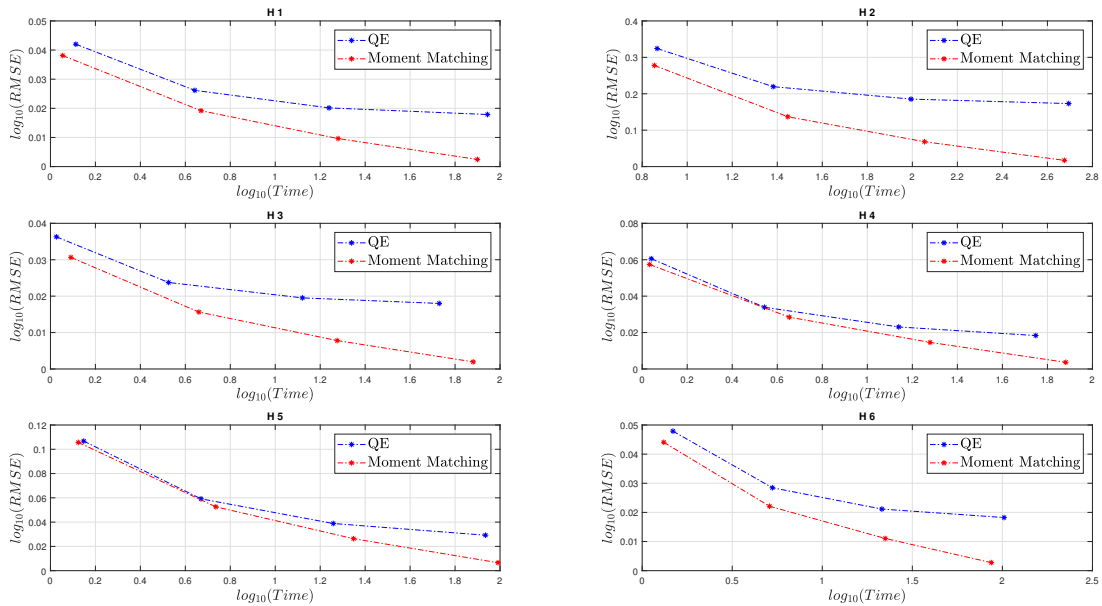 H 1
0.05
0.04
0.03
0.02
0.01
0
log10(RMSE)
0 0.2 0.4 0.6 0.8 1 1.2 1.4 1.6 1.8 2
log10(Time)
QE
Moment Matching
H 2
0.4
0.3
0.2
0.1
0
log10(RMSE)
0.8 1 1.2 1.4 1.6 1.8 2 2.2 2.4 2.6 2.8
log10(Time)
QE
Moment Matching
H 3
0.04
0.03
0.02
0.01
0
log10(RMSE)
0 0.2 0.4 0.6 0.8 1 1.2 1.4 1.6 1.8 2
log10(Time)
QE
Moment Matching
H 4
0.08
0.06
0.04
0.02
0
log10(RMSE)
0 0.2 0.4 0.6 0.8 1 1.2 1.4 1.6 1.8 2
log10(Time)
QE
Moment Matching
H 5
0.12
0.1
0.08
0.06
0.04
0.02
0
log10(RMSE)
0 0.2 0.4 0.6 0.8 1 1.2 1.4 1.6 1.8 2
log10(Time)
QE
Moment Matching
H 6
0.05
0.04
0.03
0.02
0.01
0
log10(RMSE)
0 0.5 1 1.5 2 2.5
log10(Time)
QE
Moment Matching